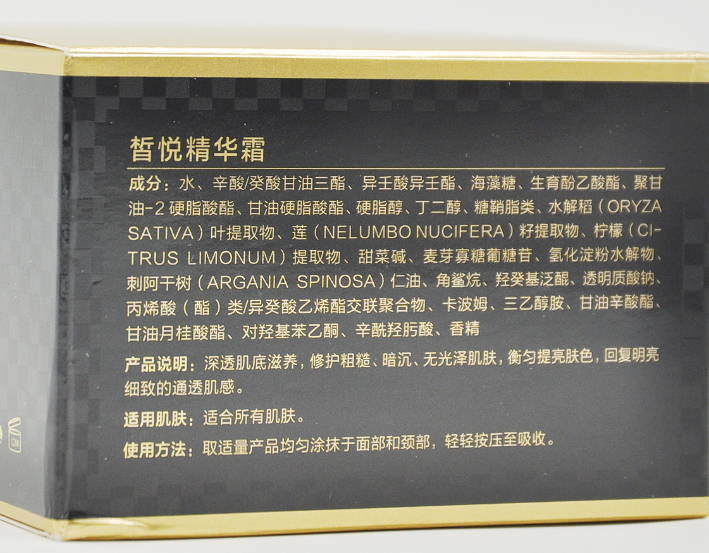 皙悦精华霜
成分：水、辛酸/癸酸甘油三酯、异壬酸异壬酯、海藻糖、生育酚乙酸酯、聚甘
油-2硬脂酸酯、甘油硬脂酸酯、硬脂醇、丁二醇、糖鞘脂类、水解稻（ORYZA
SATIVA）叶提取物、莲（NELUMBO NUCIFERA）籽提取物、柠檬（CI-
TRUS LIMONUM）提取物、甜菜碱、麦芽寡糖葡糖苷、氢化淀粉水解物、
刺阿干树（ARGANIA SPINOSA）仁油、角鲨烷、羟癸基泛醌、透明质酸钠、
丙烯酸（酯）类/异癸酸乙烯酯交联聚合物、卡波姆、三乙醇胺、甘油辛酸酯、
甘油月桂酸酯、对羟基苯乙酮、辛酰羟肟酸、香精
产品说明：深透肌底滋养，修护粗糙、暗沉、无光泽肌肤，衡匀提亮肤色，回复明亮
细致的通透肌感。
适用肌肤：适合所有肌肤。
使用方法：取适量产品均匀涂抹于面部和颈部，轻轻按压至吸收。